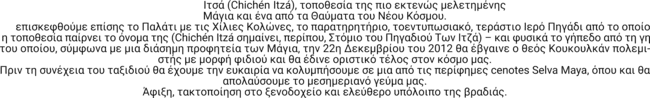 Ιτσά (Chichén Itzá), τοποθεσία της πιο εκτενώς μελετημένης
Μάγια και ένα από τα Θαύματα του Νέου Κόσμου.
επισκεφθούμε επίσης το Παλάτι με τις Χίλιες Κολώνες, το παρατηρητήριο, τοεντυπωσιακό, τεράστιο Ιερό Πηγάδι από το οποίο
η τοποθεσία παίρνει το όνομα της (Chichén Itzá σημαίνει, περίπου, Στόμιο του Πηγαδιού Των Ιτζά) – και φυσικά το γήπεδο από τη γη
του οποίου, σύμφωνα με μια διάσημη προφητεία των Μάγια, την 22η Δεκεμβρίου του 2012 θα έβγαινε ο θεός Κουκουλκάν πολεμι-
στής με μορφή φιδιού και θα έδινε οριστικό τέλος στον κόσμο μας.
Πριν τη συνέχεια του ταξιδιού θα έχουμε την ευκαιρία να κολυμπήσουμε σε μια από τις περίφημες cenotes Selva Maya, όπου και θα
απολαύσουμε το μεσημεριανό γεύμα μας.
Άφιξη, τακτοποίηση στο ξενοδοχείο και ελεύθερο υπόλοιπο της βραδιάς.